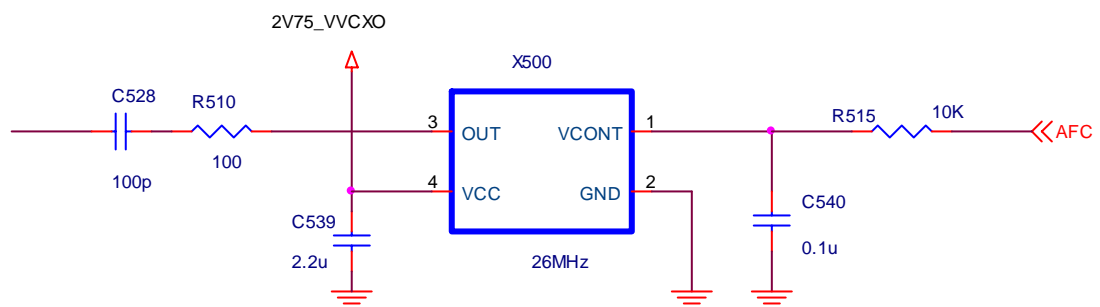 2V75_VVCXO
X500
C528
R510
100p
100
3
OUT
VCONT
1
R515
10K
AFC
4
VCC
GND
2
C539
2.2u
26MHz
C540
0.1u